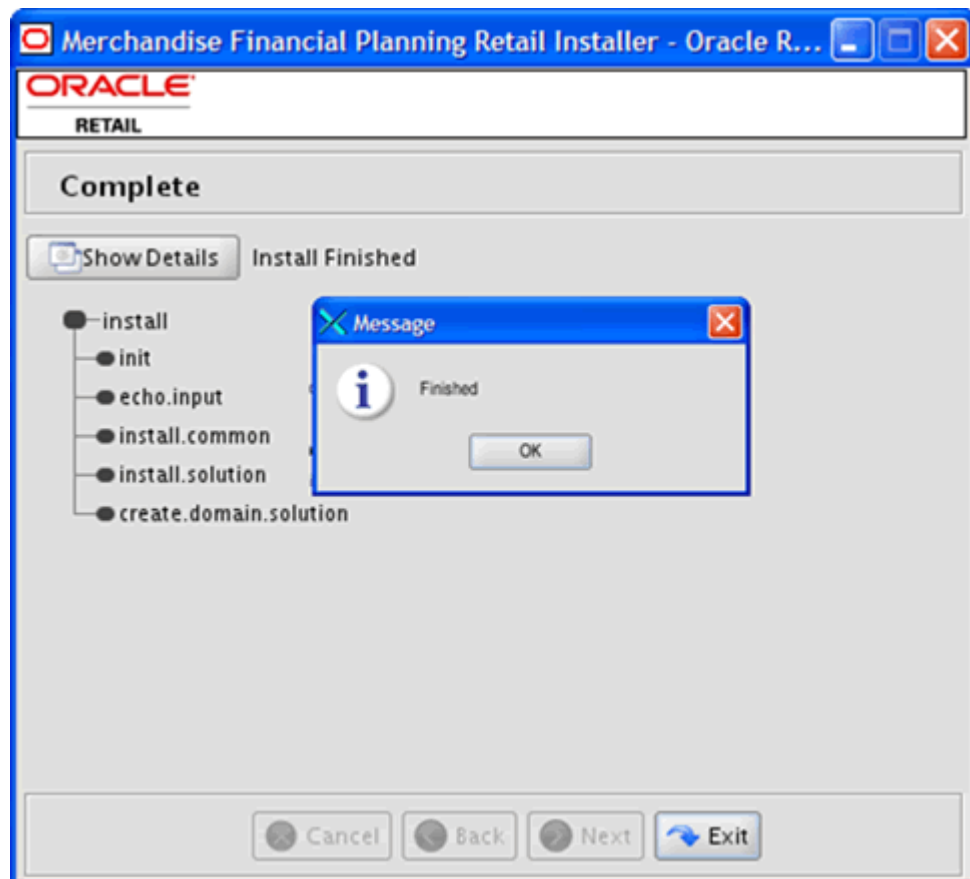 Merchandise Financial Planning Retail Installer - Oracle R...
ORACLE
RETAIL
Complete
Show Details Install Finished
install
init
echo.input
install.common
install.solution
create.domain.solution
Message
Finished
OK
Cancel Back Next Exit